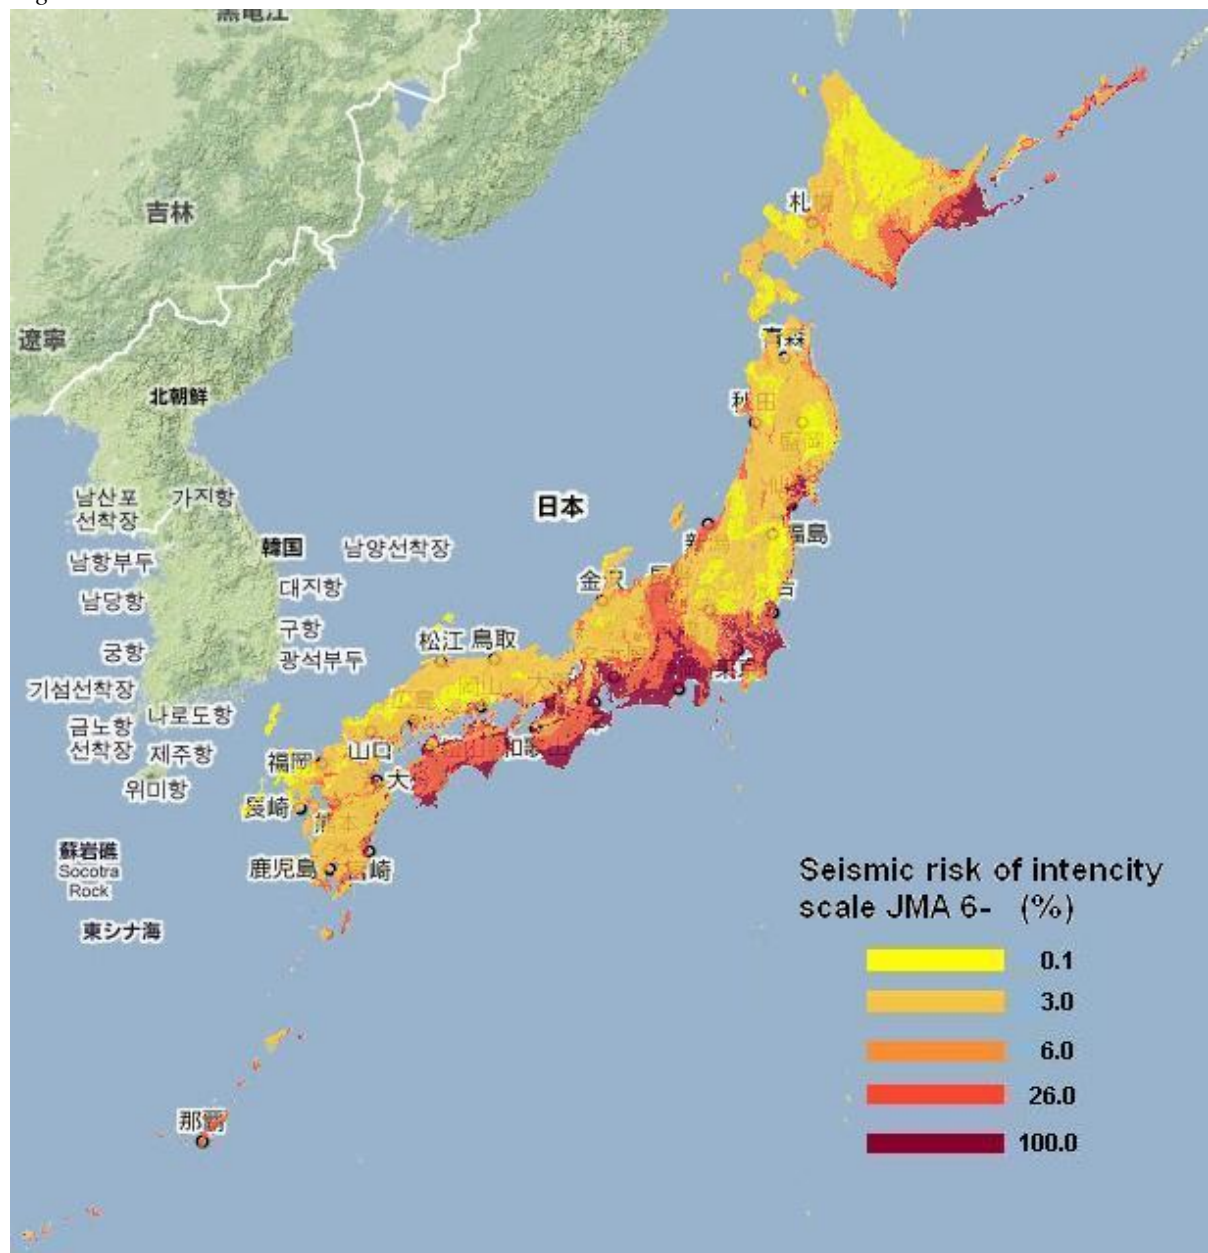 黒竜江
吉林
札
遼寧
青森
北朝鮮
秋田
盛岡
남산포
선착장
가지항
日本
福島
韓国
남양선착장
남항부두
金沢
대지항
남당항
구항
松江
鳥取
궁항
광석부두
기섬선착장
나로도항
금노항
선착장
제주항
山口
福岡
위미항
長崎
蘇岩礁
Socotra
Rock
鹿児島
東シナ海
Seismic risk of intencity
scale JMA 6- (%)
0.1
3.0
6.0
26.0
那覇
100.0